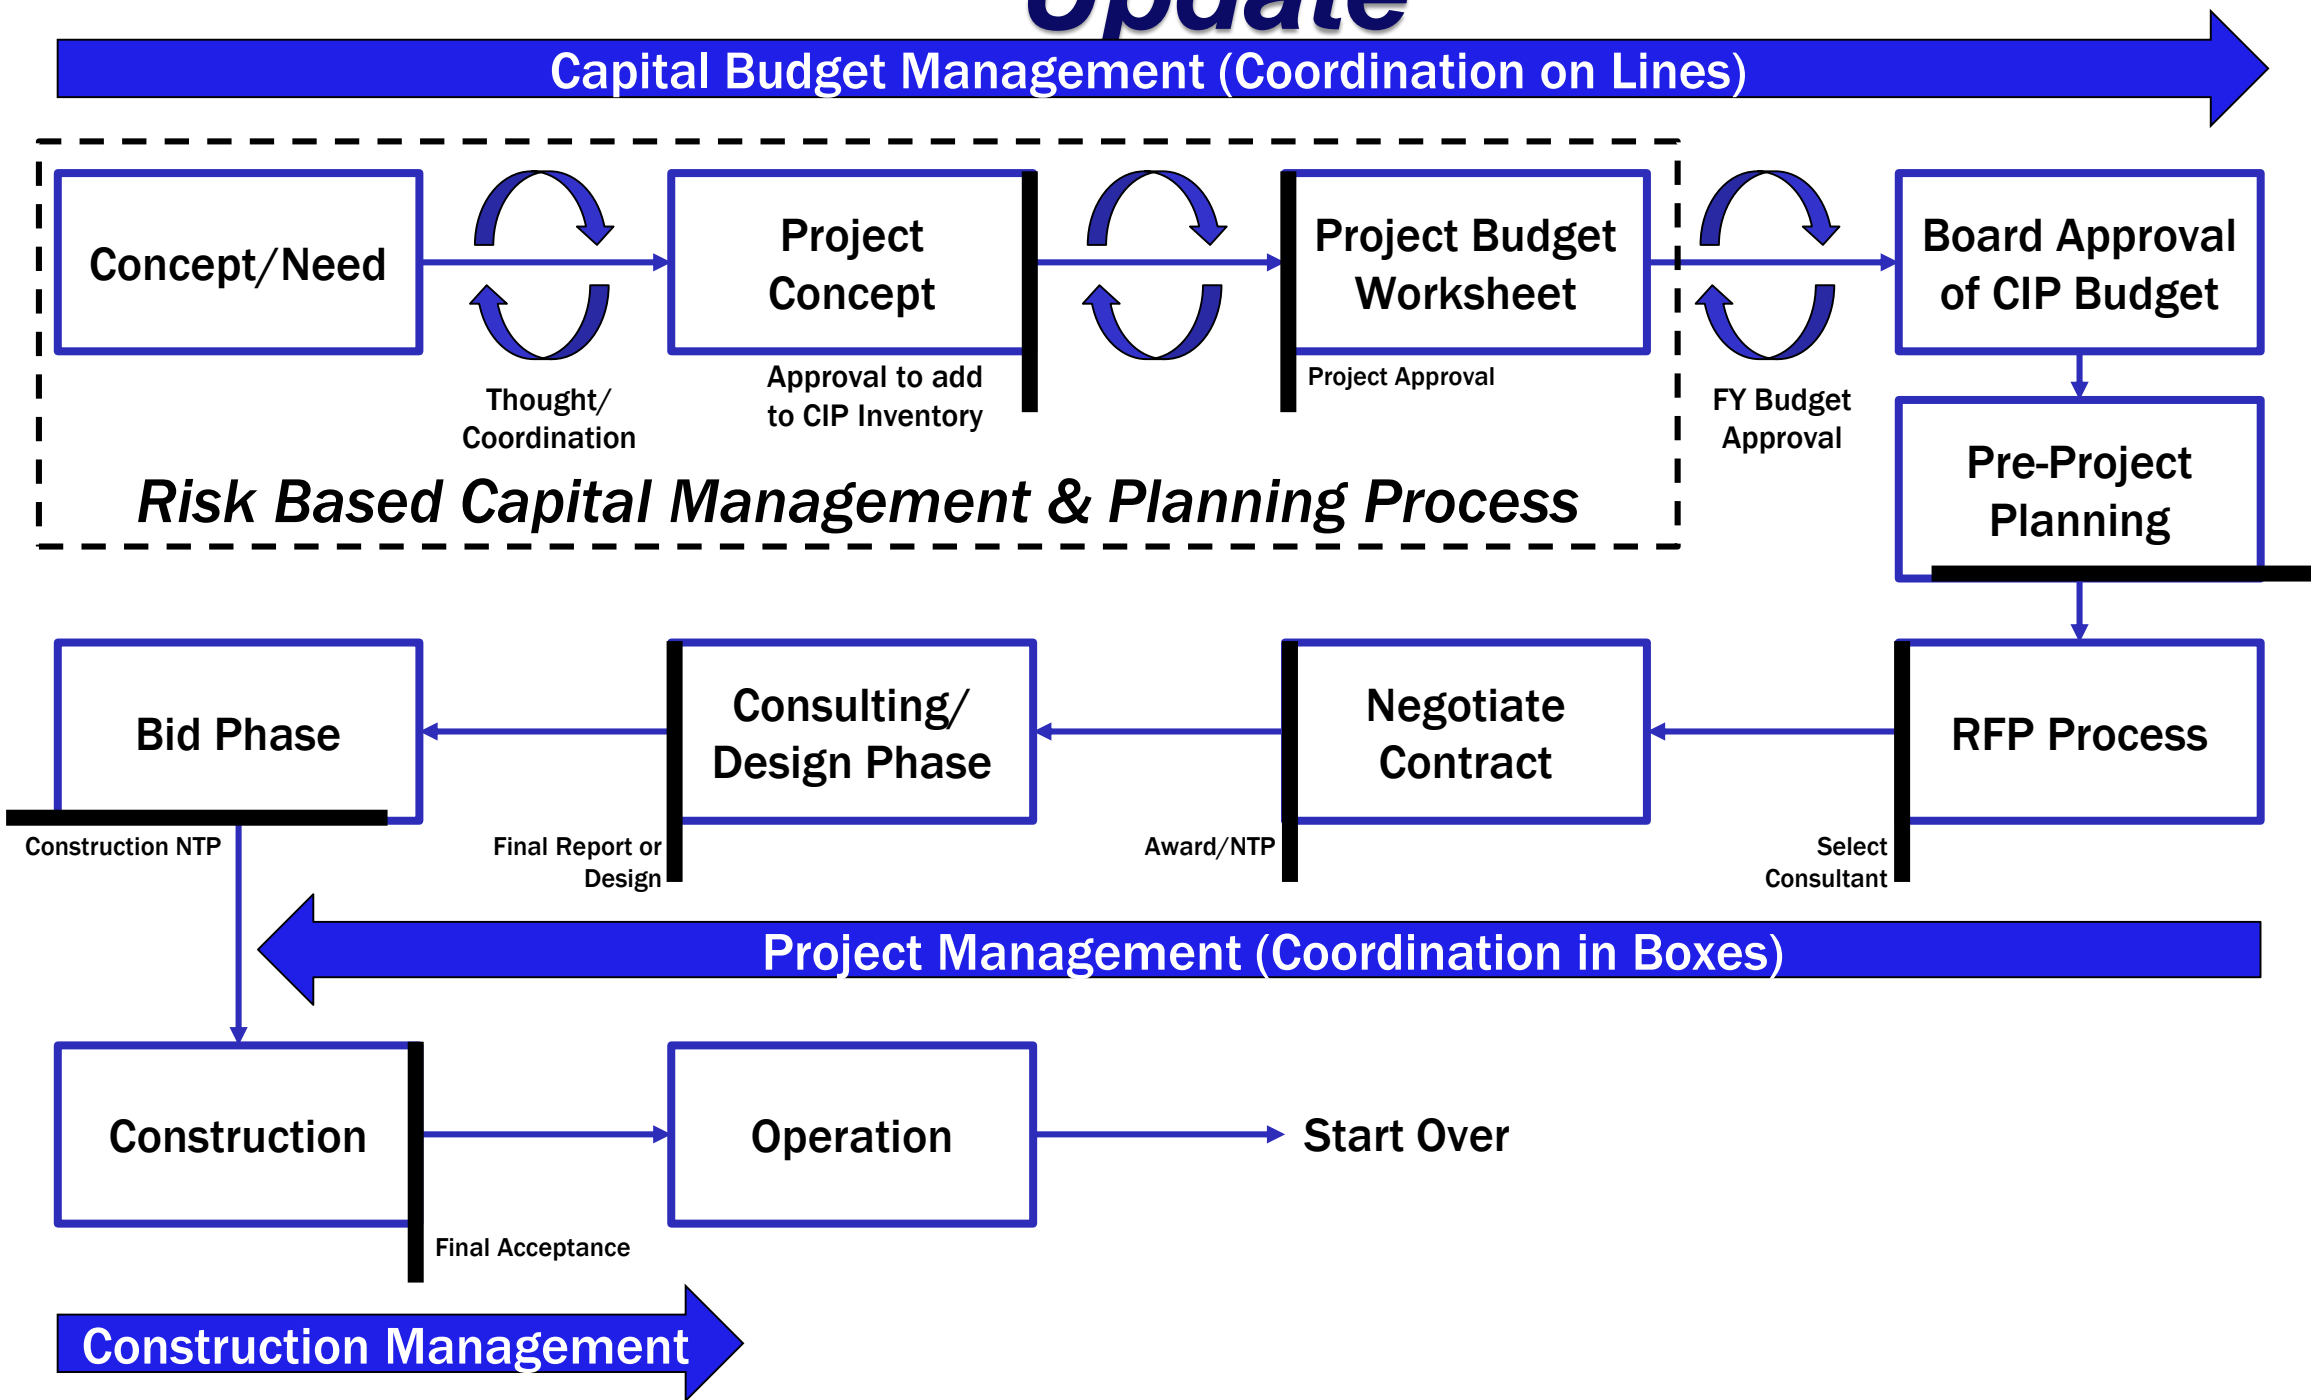 Update
Capital Budget Management (Coordination on Lines)
Concept/Need
Project
Concept
Project Budget
Worksheet
Board Approval
of CIP Budget
Thought/
Coordination
Approval to add
to CIP Inventory
Project Approval
FY Budget
Approval
Risk Based Capital Management & Planning Process
Pre-Project
Planning
Bid Phase
Consulting/
Design Phase
Negotiate
Contract
RFP Process
Construction NTP
Final Report or
Design
Award/NTP
Select
Consultant
Project Management (Coordination in Boxes)
Construction
Operation
Start Over
Final Acceptance
Construction Management